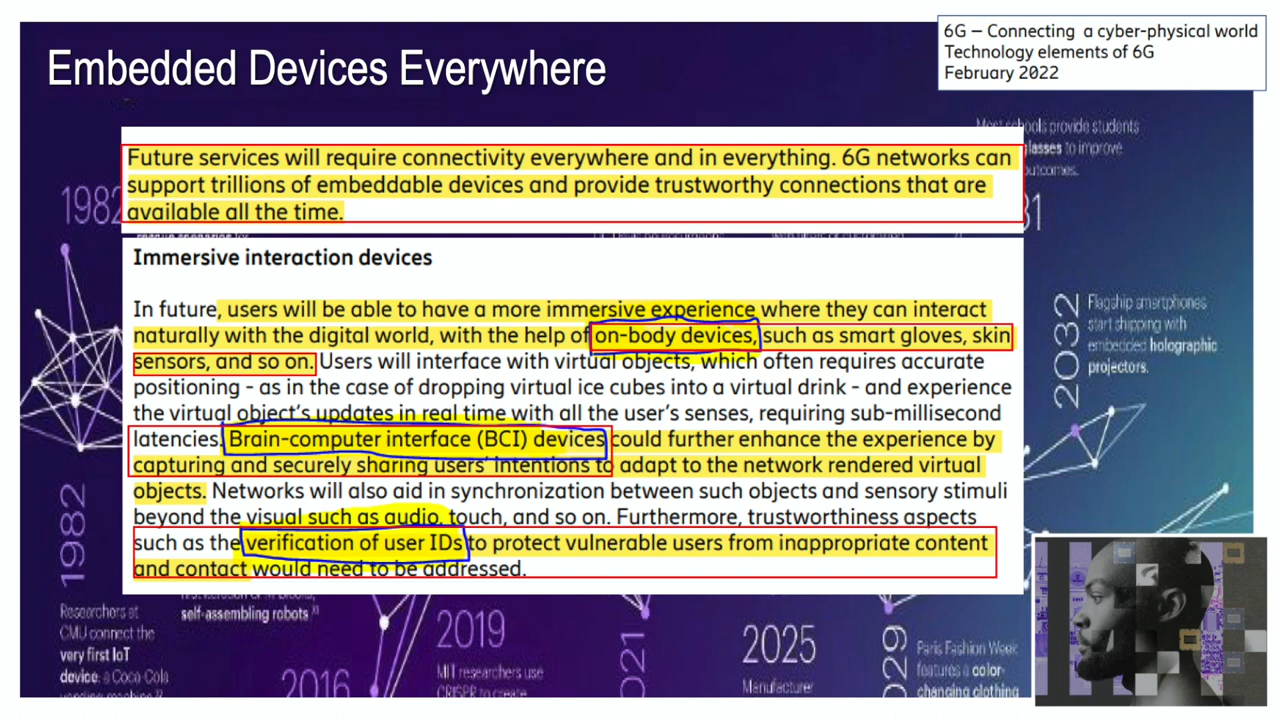 6G – Connecting a cyber-physical world
Technology elements of 6G
February 2022
Embedded Devices Everywhere
Future services will require connectivity everywhere and in everything. 6G networks can
support trillions of embeddable devices and provide trustworthy connections that are
available all the time.
Immersive interaction devices
In future, users will be able to have a more immersive experience where they can interact
naturally with the digital world, with the help of on-body devices, such as smart gloves, skin
sensors, and so on. Users will interface with virtual objects, which often requires accurate
positioning - as in the case of dropping virtual ice cubes into a virtual drink - and experience
the virtual object's updates in real time with all the user's senses, requiring sub-millisecond
latencies. Brain-computer interface (BCI) devices could further enhance the experience by
capturing and securely sharing users' intentions to adapt to the network rendered virtual
objects. Networks will also aid in synchronization between such objects and sensory stimuli
beyond the visual such as audio, touch, and so on. Furthermore, trustworthiness aspects
such as the verification of user IDs to protect vulnerable users from inappropriate content
and contact would need to be addressed.
1982
Most schools provide students
glasses to improve
outcomes.
31
2032
Flagship smartphones
start shipping with
embedded holographic
projectors.
1982
Researchers at
CMU connect the
very first IoT
device: a Coca-Cola
self-assembling robots.
2016
2019
MIT researchers use
CRISPR to create
021
2025
Manufacturer
029
Paris Fashion Week
features a color-
changing clothing